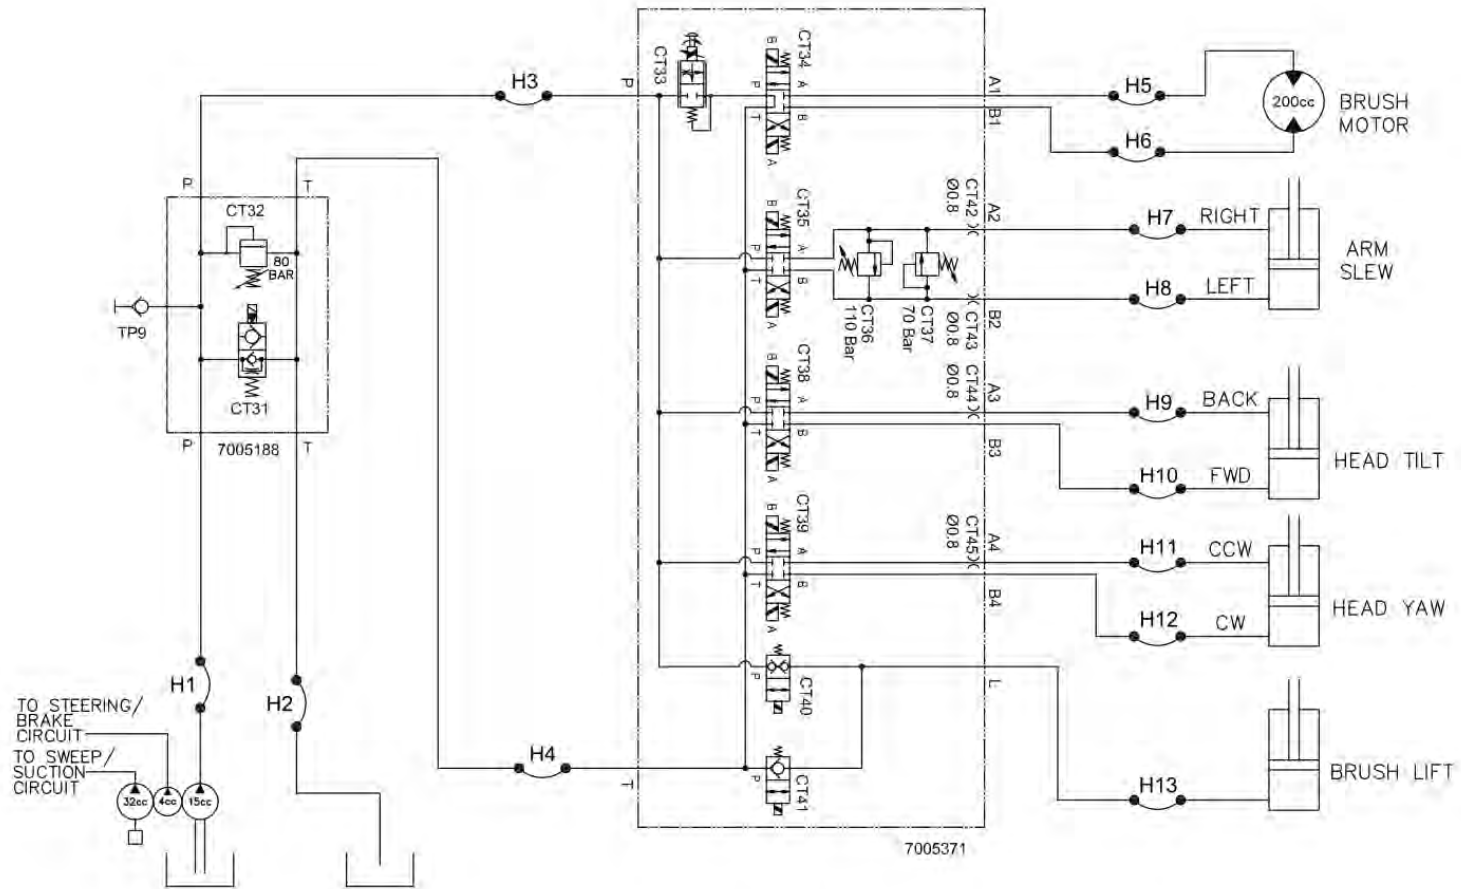 H3
P
CT33
B
CT34
A
P
T
B
A
A1
B1
H5
H6
200cc
BRUSH
MOTOR
P
T
CT32
80
BAR
TP9
CT31
P
T
7005188
B
CT35
A
P
T
B
A
CT36
110 Bar
CT37
70 Bar
CT42
Ø0.8
A2
CT43
Ø0.8
B2
H7
RIGHT
H8
LEFT
ARM
SLEW
B
CT38
A
P
T
B
A
CT44
Ø0.8
A3
B3
H9
BACK
H10
FWD
HEAD TILT
B
CT39
A
P
T
B
A
CT45
Ø0.8
A4
B4
H11
CCW
H12
CW
HEAD YAW
P
CT40
L
P
CT41
H13
BRUSH LIFT
H1
H2
H4
T
TO STEERING/
BRAKE
CIRCUIT
TO SWEEP/
SUCTION
CIRCUIT
32cc
4cc
15cc
7005371